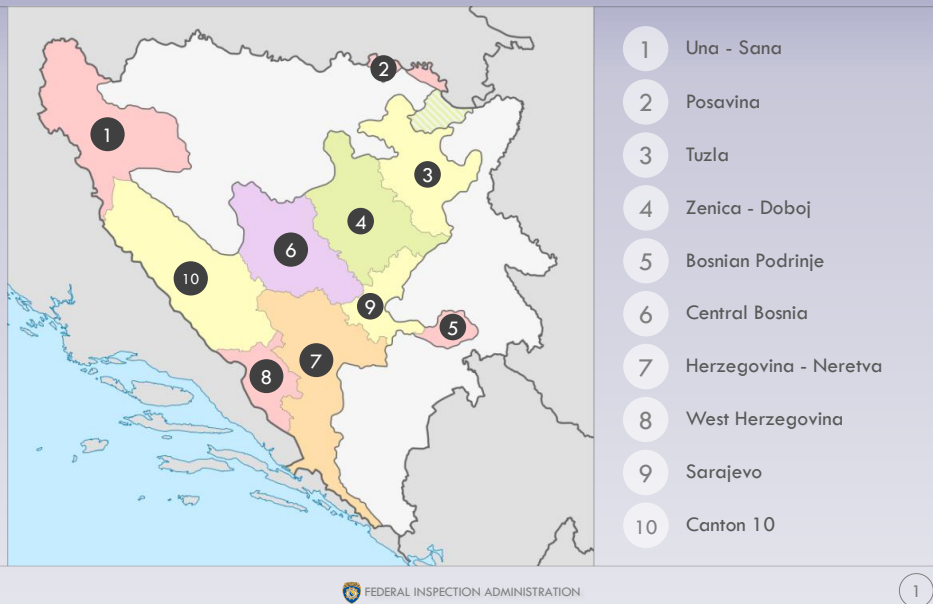 2
1
3
4
6
10
9
5
7
8
1 Una - Sana
2 Posavina
3 Tuzla
4 Zenica - Doboj
5 Bosnian Podrinje
6 Central Bosnia
7 Herzegovina - Neretva
8 West Herzegovina
9 Sarajevo
10 Canton 10
FEDERAL INSPECTION ADMINISTRATION
1